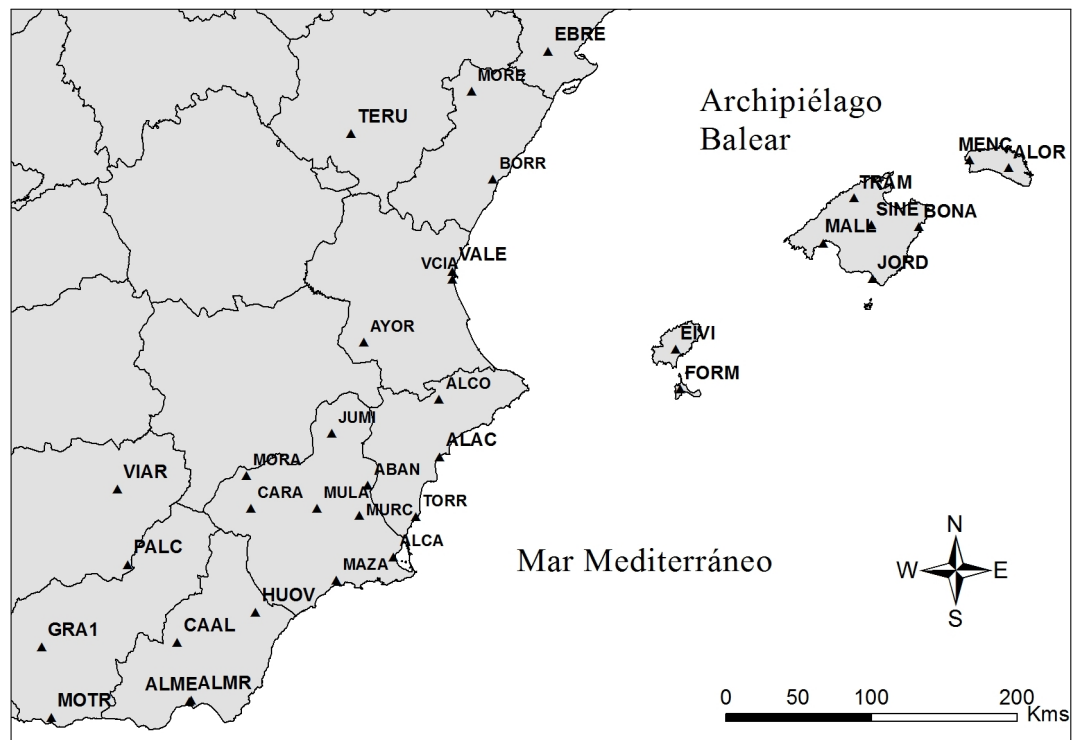 EBRE
MORE
Archipiélago
Balear
TERU
MENC
ALOR
BORR
TRAM
SINE
BONA
MALL
VALE
VCIA
JORD
AYOR
EIVI
FORM
ALCO
JUMI
ALAC
MORA
ABAN
VIAR
CARA
MULA
MURC
TORR
N
ALCA
PALC
MAZA
Mar Mediterráneo
W
E
HUOV
S
GRA1
CAAL
ALME
ALMR
MOTR
0
50
100
200
Kms